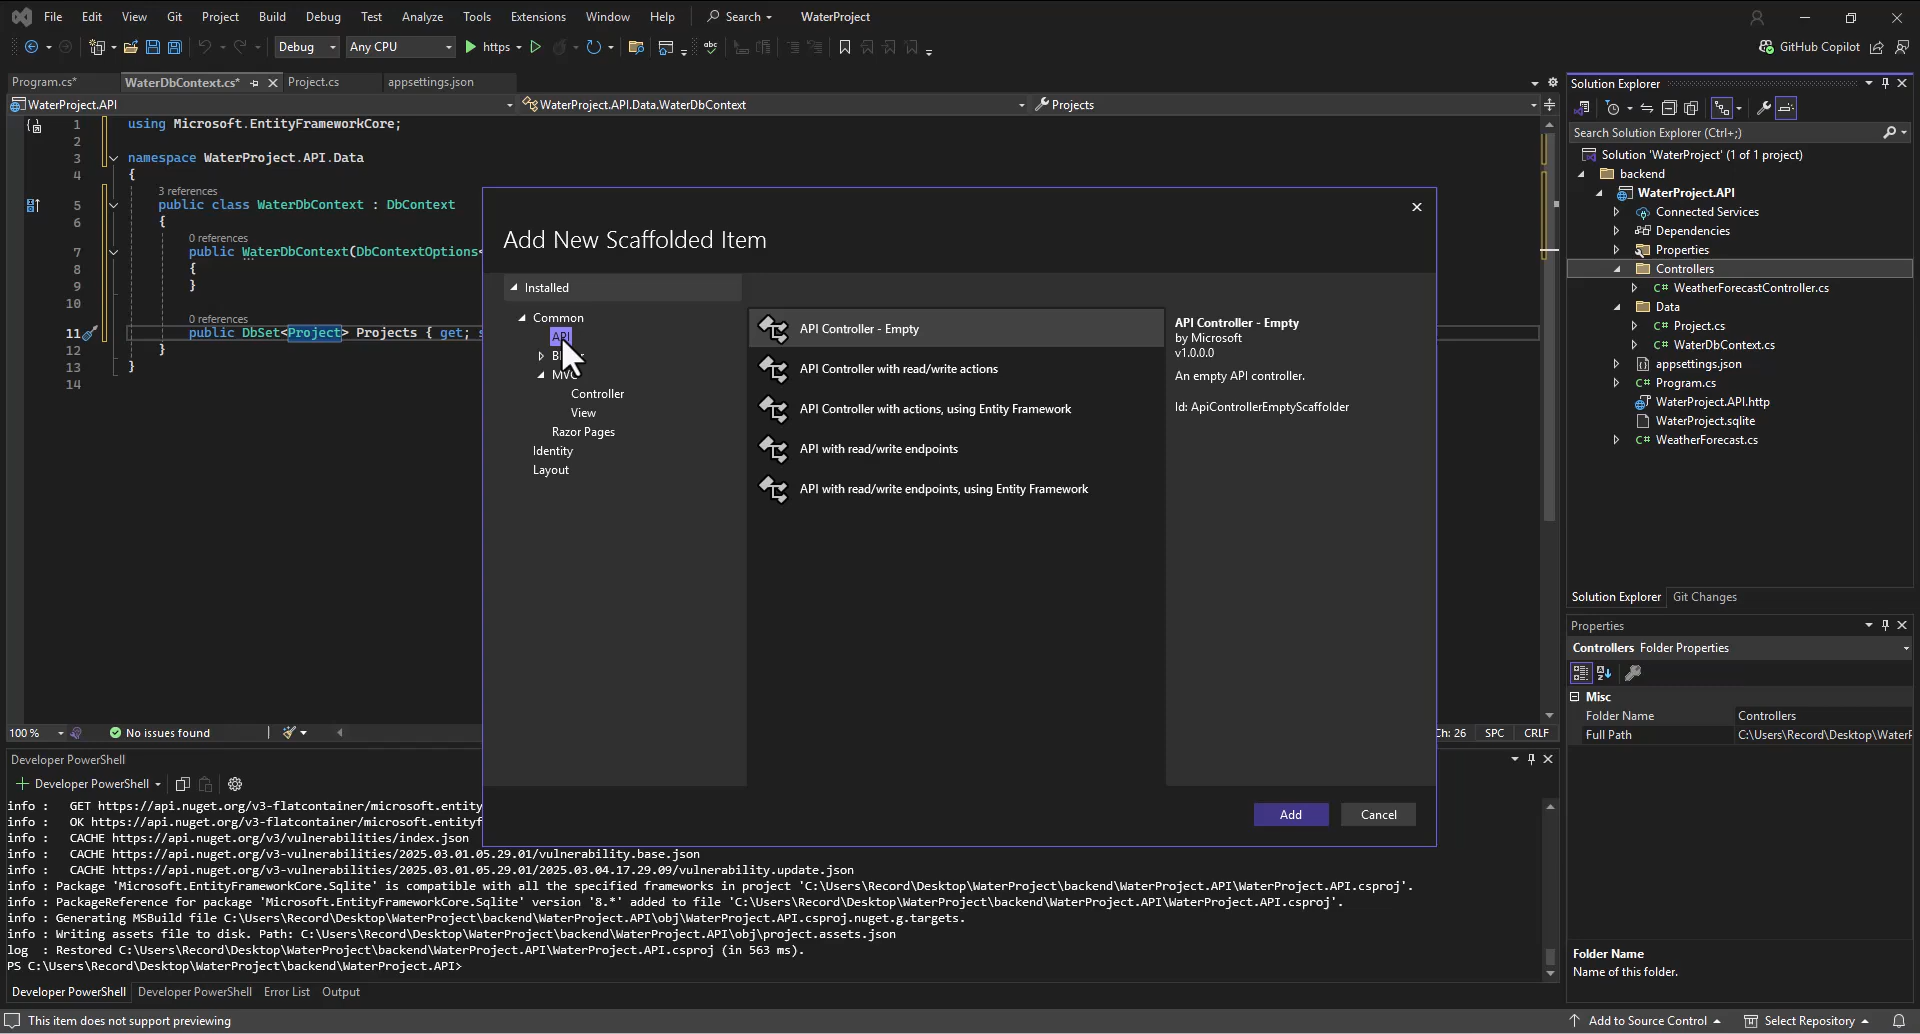 File Edit View Git Project Build Debug Test Analyze Tools Extensions Window Help Search WaterProject
Debug Any CPU https GitHub Copilot
Program.cs* WaterDbContext.cs* Project.cs appsettings.json
WaterProject.API WaterProject.API.Data.WaterDbContext Projects
1 using Microsoft.EntityFrameworkCore;
2
3 namespace WaterProject.API.Data
4 {
3 references
5 public class WaterDbContext : DbContext
6 {
0 references
7 public WaterDbContext(DbContextOptions<
8 {
9 }
10
0 references
11 public DbSet<Project> Projects { get;
12 }
13 }
14
100 % No issues found Ch: 26 SPC CRLF
Add New Scaffolded Item
Installed
Common
API
MVC
Controller
View
Razor Pages
Identity
Layout
API Controller - Empty
API Controller with read/write actions
API Controller with actions, using Entity Framework
API with read/write endpoints
API with read/write endpoints, using Entity Framework
API Controller - Empty
by Microsoft
v1.0.0.0
An empty API controller.
Id: ApiControllerEmptyScaffolder
Add Cancel
Developer PowerShell
Developer PowerShell
info : GET https://api.nuget.org/v3-flatcontainer/microsoft.entity
info : OK https://api.nuget.org/v3-flatcontainer/microsoft.entityf
info : CACHE https://api.nuget.org/v3/vulnerabilities/index.json
info : CACHE https://api.nuget.org/v3-vulnerabilities/2025.03.01.05.29.01/vulnerability.base.json
info : CACHE https://api.nuget.org/v3-vulnerabilities/2025.03.01.05.29.01/2025.03.04.17.29.09/vulnerability.update.json
info : Package 'Microsoft.EntityFrameworkCore.Sqlite' is compatible with all the specified frameworks in project 'C:\Users\Record\Desktop\WaterProject\backend\WaterProject.API\WaterProject.API.csproj'.
info : PackageReference for package 'Microsoft.EntityFrameworkCore.Sqlite' version '8.*' added to file 'C:\Users\Record\Desktop\WaterProject\backend\WaterProject.API\WaterProject.API.csproj'.
info : Generating MSBuild file C:\Users\Record\Desktop\WaterProject\backend\WaterProject.API\obj\WaterProject.API.csproj.nuget.g.targets.
info : Writing assets file to disk. Path: C:\Users\Record\Desktop\WaterProject\backend\WaterProject.API\obj\project.assets.json
log : Restored C:\Users\Record\Desktop\WaterProject\backend\WaterProject.API\WaterProject.API.csproj (in 563 ms).
PS C:\Users\Record\Desktop\WaterProject\backend\WaterProject.API>
Developer PowerShell Developer PowerShell Error List Output
This item does not support previewing Add to Source Control Select Repository
Solution Explorer
Search Solution Explorer (Ctrl+;)
Solution 'WaterProject' (1 of 1 project)
backend
WaterProject.API
Connected Services
Dependencies
Properties
Controllers
C# WeatherForecastController.cs
Data
C# Project.cs
C# WaterDbContext.cs
appsettings.json
C# Program.cs
WaterProject.API.http
WaterProject.sqlite
C# WeatherForecast.cs
Solution Explorer Git Changes
Properties
Controllers Folder Properties
Misc
Folder Name Controllers
Full Path C:\Users\Record\Desktop\WaterP
Folder Name
Name of this folder.